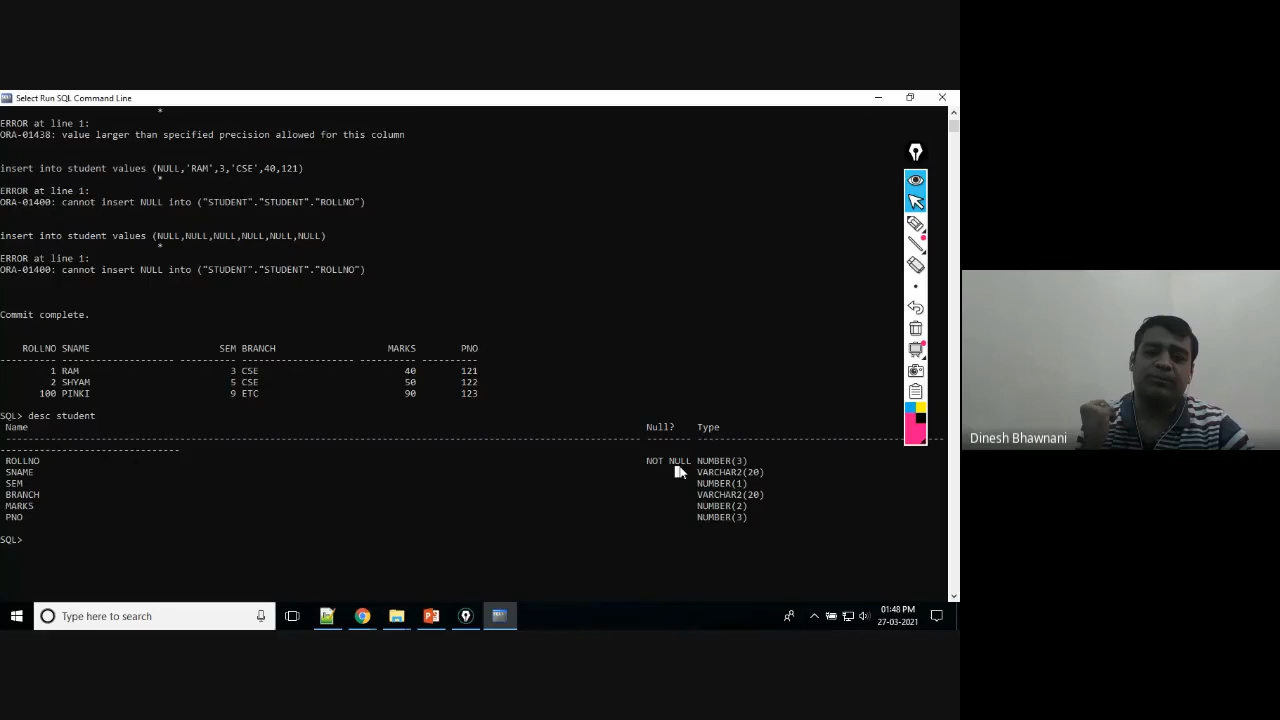 Select Run SQL Command Line
*
ERROR at line 1:
ORA-01438: value larger than specified precision allowed for this column
insert into student values (NULL,'RAM',3,'CSE',40,121)
*
ERROR at line 1:
ORA-01400: cannot insert NULL into ("STUDENT"."STUDENT"."ROLLNO")
insert into student values (NULL,NULL,NULL,NULL,NULL,NULL)
*
ERROR at line 1:
ORA-01400: cannot insert NULL into ("STUDENT"."STUDENT"."ROLLNO")
Commit complete.
ROLLNO SNAME SEM BRANCH MARKS PNO
---------- -------------------- ---------- -------------------- ---------- ----------
1 RAM 3 CSE 40 121
2 SHYAM 5 CSE 50 122
100 PINKI 9 ETC 90 123
SQL> desc student
Name Null? Type
ROLLNO NOT NULL NUMBER(3)
SNAME VARCHAR2(20)
SEM NUMBER(1)
BRANCH VARCHAR2(20)
MARKS NUMBER(2)
PNO NUMBER(3)
SQL>
Dinesh Bhawnani
Type here to search
01:48 PM
27-03-2021